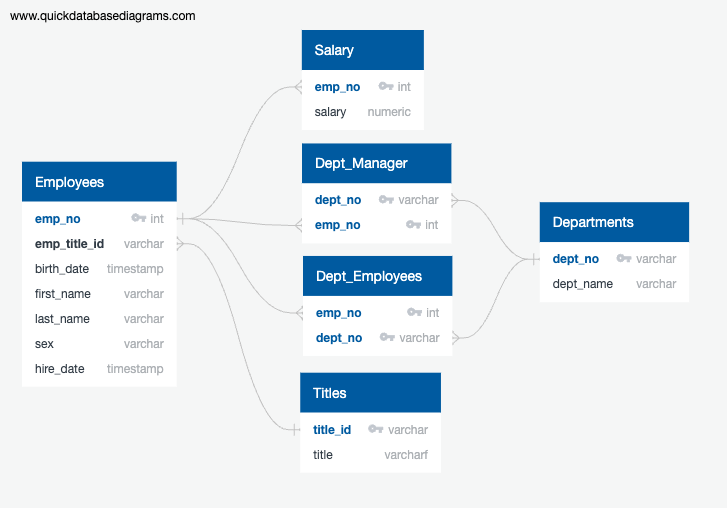 www.quickdatabasediagrams.com
Salary
emp_no int
salary numeric
Dept_Manager
dept_no varchar
emp_no int
Employees
emp_no int
emp_title_id varchar
birth_date timestamp
first_name varchar
last_name varchar
sex varchar
hire_date timestamp
Departments
dept_no varchar
dept_name varchar
Dept_Employees
emp_no int
dept_no varchar
Titles
title_id varchar
title varcharf